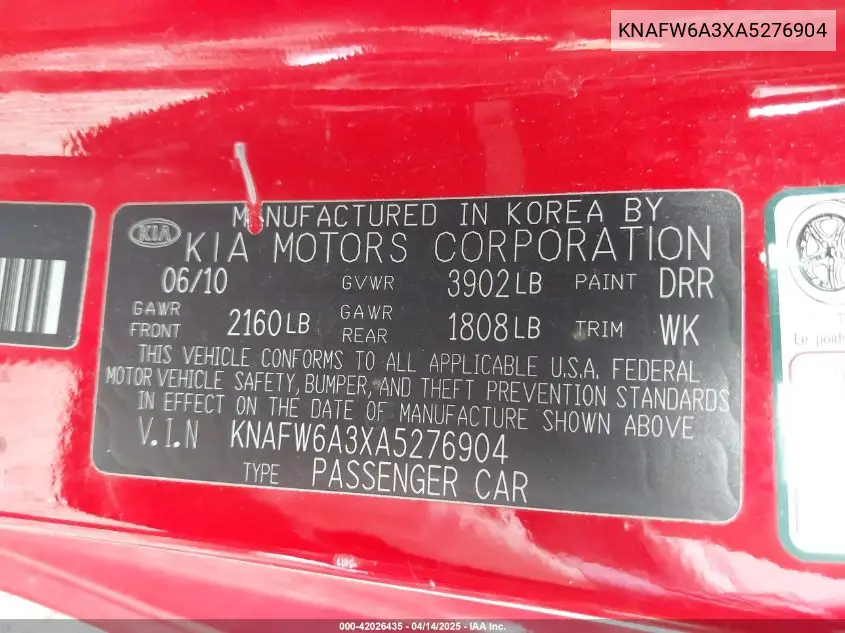 KNAFW6A3XA5276904
MANUFACTURED IN KOREA BY
KIA KIA MOTORS CORPORATION
06/10 GVWR 3902LB PAINT DRR
GAWR FRONT 2160LB GAWR REAR 1808LB TRIM WK
THIS VEHICLE CONFORMS TO ALL APPLICABLE U.S.A. FEDERAL
MOTOR VEHICLE SAFETY, BUMPER, AND THEFT PREVENTION STANDARDS
IN EFFECT ON THE DATE OF MANUFACTURE SHOWN ABOVE
V.I.N KNAFW6A3XA5276904
TYPE PASSENGER CAR
Le
000-42026435 - 04/14/2025 - IAA Inc.